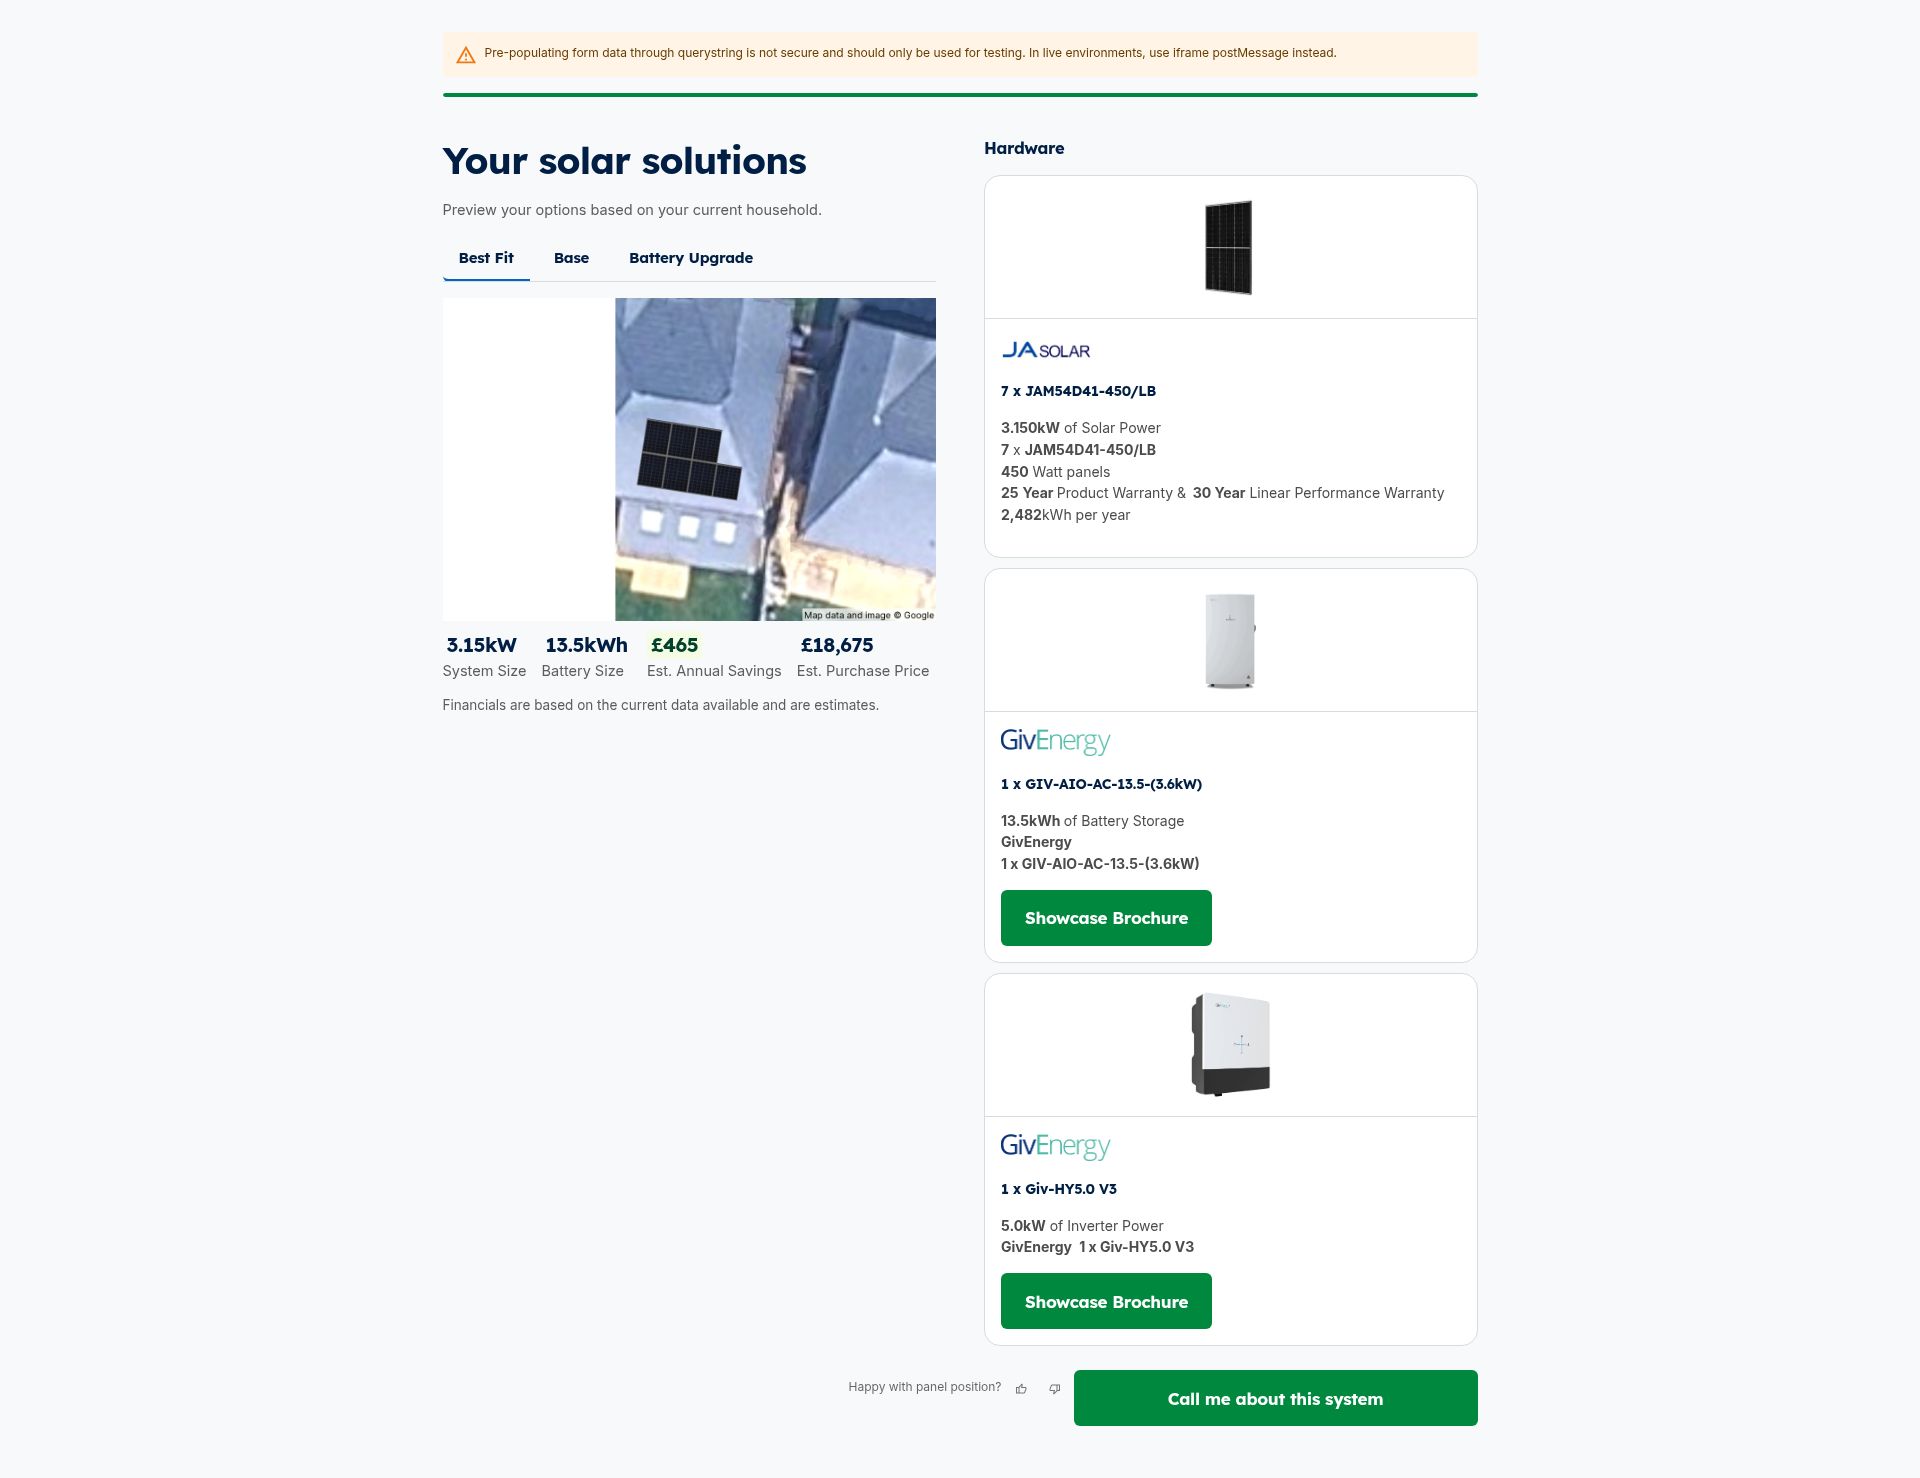 Pre-populating form data through querystring is not secure and should only be used for testing. In live environments, use iframe postMessage instead.
Your solar solutions
Preview your options based on your current household.
Best Fit
Base
Battery Upgrade
Map data and image © Google
3.15kW
System Size
13.5kWh
Battery Size
£465
Est. Annual Savings
£18,675
Est. Purchase Price
Financials are based on the current data available and are estimates.
Hardware
JA SOLAR
7 x JAM54D41-450/LB
3.150kW of Solar Power
7 x JAM54D41-450/LB
450 Watt panels
25 Year Product Warranty & 30 Year Linear Performance Warranty
2,482kWh per year
GivEnergy
1 x GIV-AIO-AC-13.5-(3.6kW)
13.5kWh of Battery Storage
GivEnergy
1 x GIV-AIO-AC-13.5-(3.6kW)
Showcase Brochure
GivEnergy
1 x Giv-HY5.0 V3
5.0kW of Inverter Power
GivEnergy 1 x Giv-HY5.0 V3
Showcase Brochure
Happy with panel position?
Call me about this system